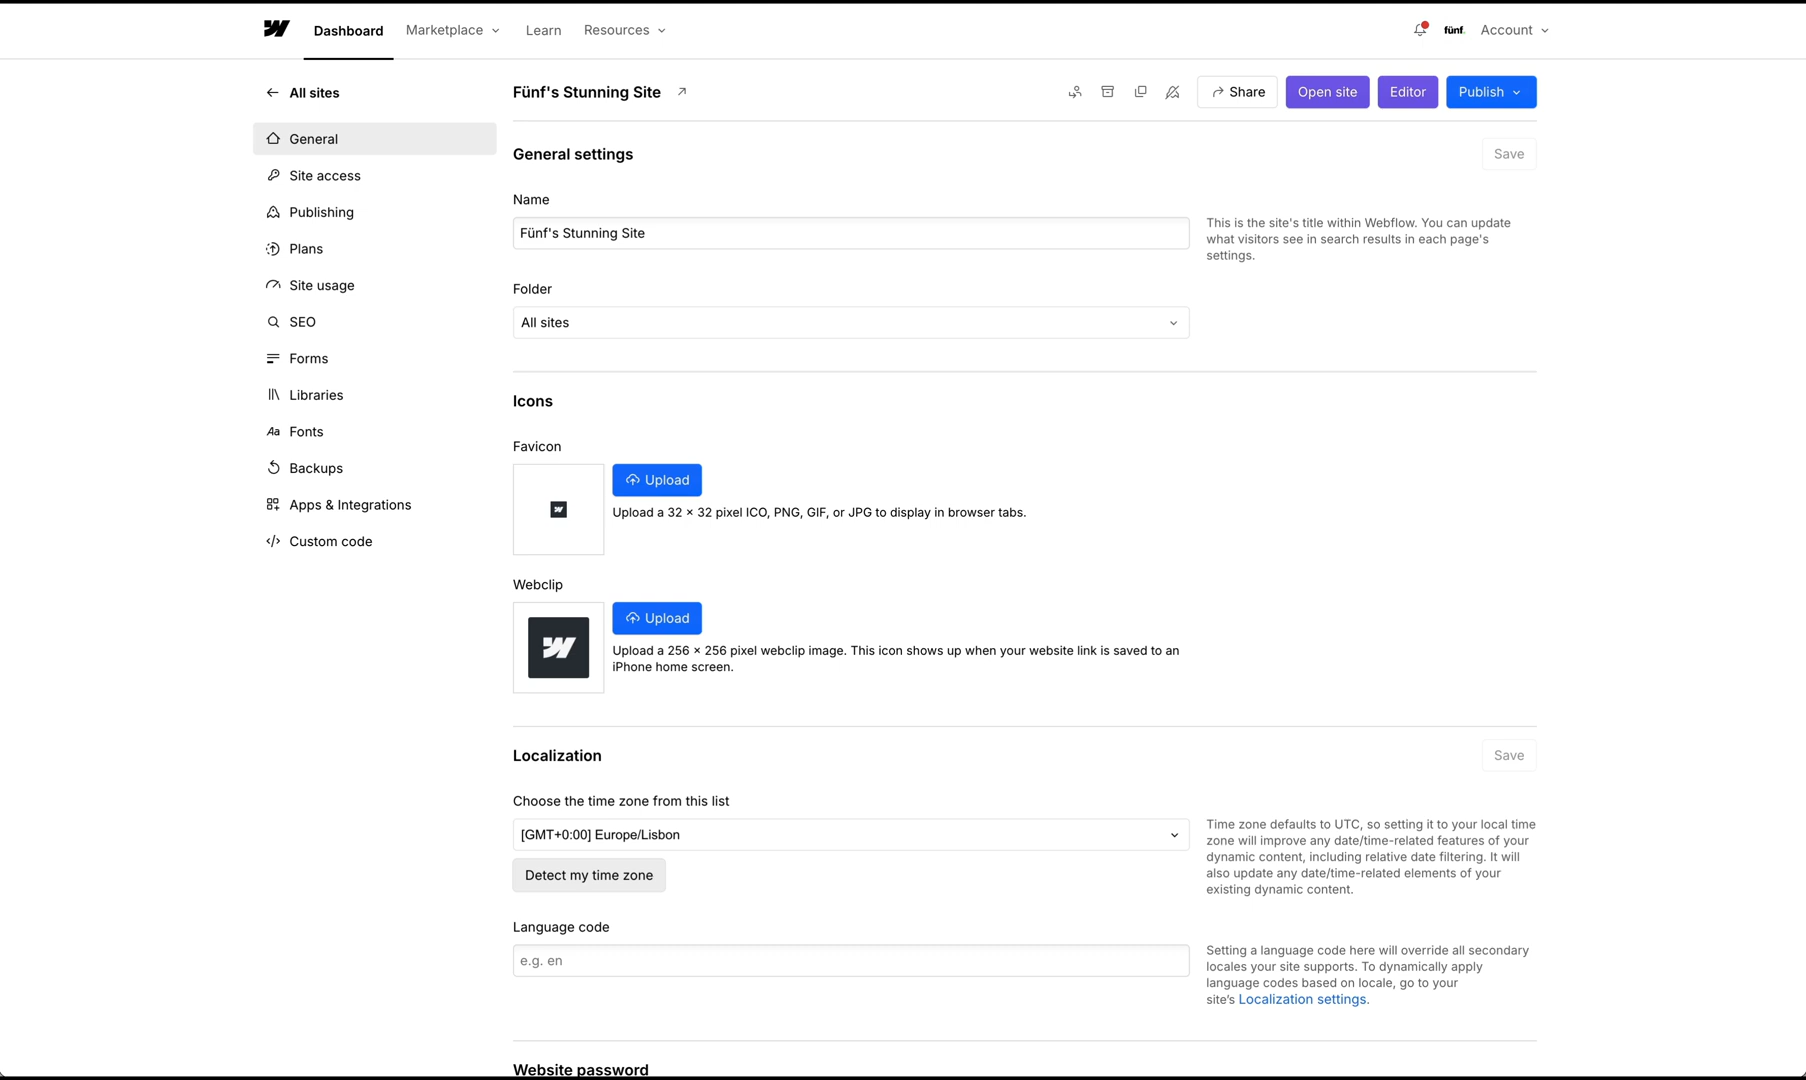 Dashboard
Marketplace
Learn
Resources
fünf.
Account
All sites
Fünf's Stunning Site
Share
Open site
Editor
Publish
General
Site access
Publishing
Plans
Site usage
SEO
Forms
Libraries
Aa Fonts
Backups
Apps & Integrations
</> Custom code
General settings
Save
Name
Fünf's Stunning Site
This is the site's title within Webflow. You can update
what visitors see in search results in each page's
settings.
Folder
All sites
Icons
Favicon
Upload
Upload a 32 × 32 pixel ICO, PNG, GIF, or JPG to display in browser tabs.
Webclip
Upload
Upload a 256 × 256 pixel webclip image. This icon shows up when your website link is saved to an
iPhone home screen.
Localization
Save
Choose the time zone from this list
[GMT+0:00] Europe/Lisbon
Detect my time zone
Time zone defaults to UTC, so setting it to your local time
zone will improve any date/time-related features of your
dynamic content, including relative date filtering. It will
also update any date/time-related elements of your
existing dynamic content.
Language code
e.g. en
Setting a language code here will override all secondary
locales your site supports. To dynamically apply
language codes based on locale, go to your
site's Localization settings.
Website password